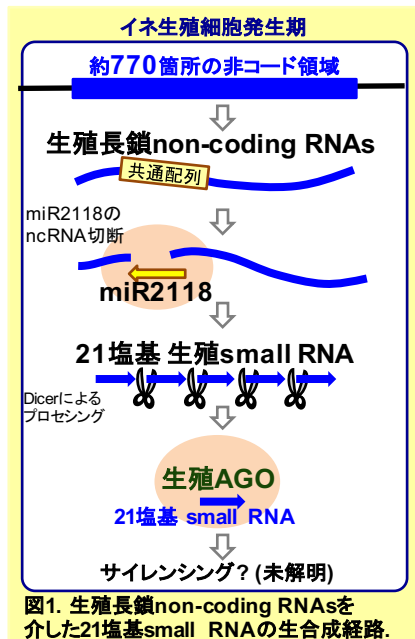 イネ生殖細胞発生期
約770箇所の非コード領域
生殖長鎖non-coding RNAs
共通配列
miR2118の
ncRNA切断
miR2118
21塩基 生殖small RNA
Dicerによる
プロセシング
生殖AGO
21塩基 small RNA
サイレンシング? (未解明)
図1. 生殖長鎖non-coding RNAsを
介した21塩基small RNAの生合成経路.